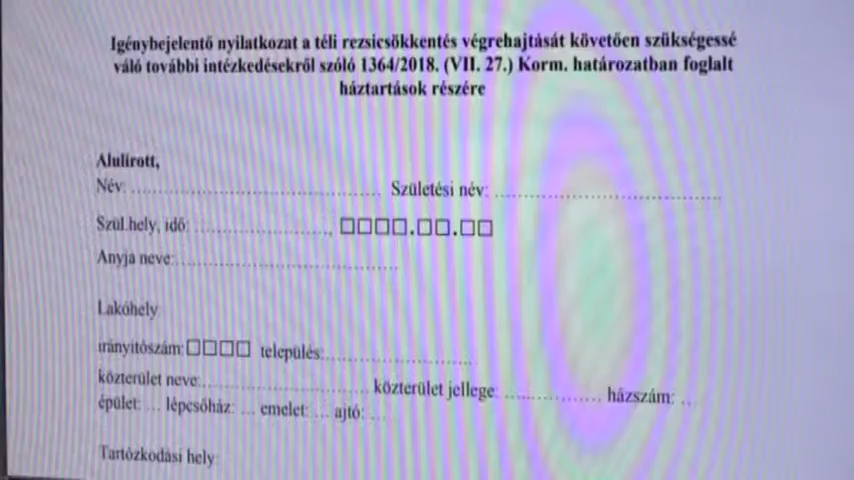 Igénybejelentő nyilatkozat a téli rezsicsökkentés végrehajtását követően szükségessé
váló további intézkedésekről szóló 1364/2018. (VII. 27.) Korm. határozatban foglalt
háztartások részére
Alulírott,
Név: ........................................ Születési név: ........................................
Szül.hely, idő: ........................, □□□□.□□.□□
Anyja neve:........................................
Lakóhely:
irányítószám:□□□□ település:........................
közterület neve:............................ közterület jellege: .................. házszám: ...
épület: ... lépcsőház: ... emelet: ... ajtó: ...
Tartózkodási hely: